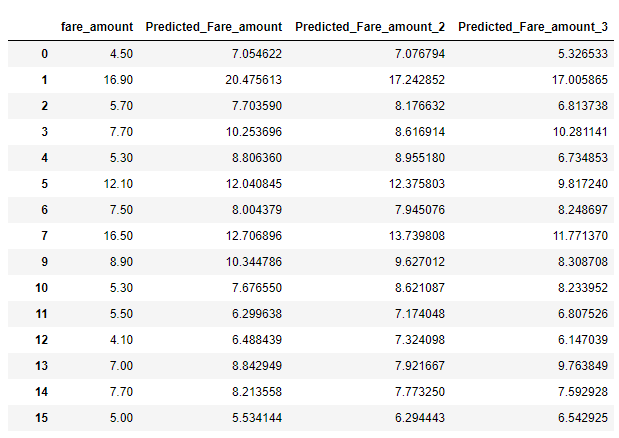 fare_amount Predicted_Fare_amount Predicted_Fare_amount_2 Predicted_Fare_amount_3
0 4.50 7.054622 7.076794 5.326533
1 16.90 20.475613 17.242852 17.005865
2 5.70 7.703590 8.176632 6.813738
3 7.70 10.253696 8.616914 10.281141
4 5.30 8.806360 8.955180 6.734853
5 12.10 12.040845 12.375803 9.817240
6 7.50 8.004379 7.945076 8.248697
7 16.50 12.706896 13.739808 11.771370
9 8.90 10.344786 9.627012 8.308708
10 5.30 7.676550 8.621087 8.233952
11 5.50 6.299638 7.174048 6.807526
12 4.10 6.488439 7.324098 6.147039
13 7.00 8.842949 7.921667 9.763849
14 7.70 8.213558 7.773250 7.592928
15 5.00 5.534144 6.294443 6.542925